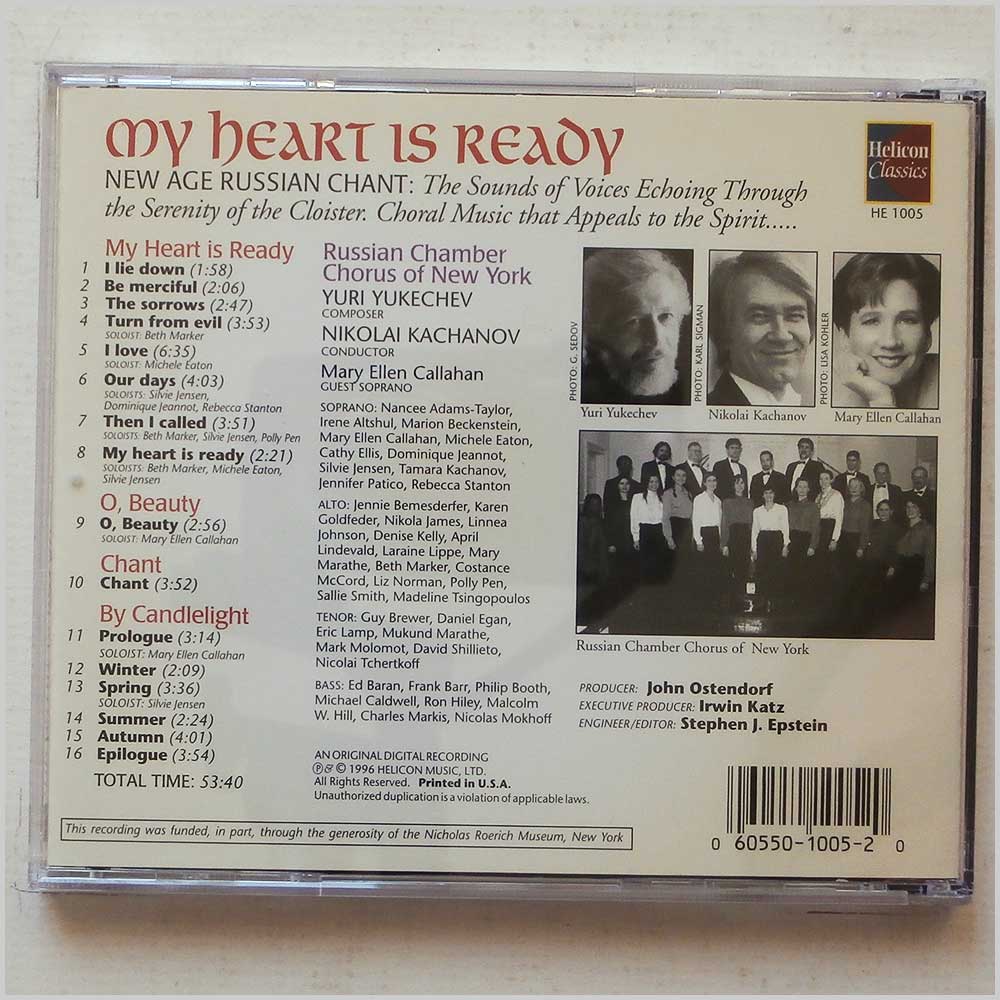 MY HEART IS READY
NEW AGE RUSSIAN CHANT: The Sounds of Voices Echoing Through
the Serenity of the Cloister. Choral Music that Appeals to the Spirit.....
Helicon
Classics
HE 1005
My Heart is Ready
1 I lie down (1:58)
2 Be merciful (2:06)
3 The sorrows (2:47)
4 Turn from evil (3:53)
SOLOIST: Beth Marker
5 I love (6:35)
SOLOIST: Michele Eaton
6 Our days (4:03)
SOLOISTS: Silvie Jensen,
Dominique Jeannot, Rebecca Stanton
7 Then I called (3:51)
SOLOISTS: Beth Marker, Silvie Jensen, Polly Pen
8 My heart is ready (2:21)
SOLOISTS: Beth Marker, Michele Eaton,
Silvie Jensen
O, Beauty
9 O, Beauty (2:56)
SOLOIST: Mary Ellen Callahan
Chant
10 Chant (3:52)
By Candlelight
11 Prologue (3:14)
SOLOIST: Mary Ellen Callahan
12 Winter (2:09)
13 Spring (3:36)
SOLOIST: Silvie Jensen
14 Summer (2:24)
15 Autumn (4:01)
16 Epilogue (3:54)
TOTAL TIME: 53:40
Russian Chamber
Chorus of New York
YURI YUKECHEV
COMPOSER
NIKOLAI KACHANOV
CONDUCTOR
Mary Ellen Callahan
GUEST SOPRANO
SOPRANO: Nancee Adams-Taylor,
Irene Altshul, Marion Beckenstein,
Mary Ellen Callahan, Michele Eaton,
Cathy Ellis, Dominique Jeannot,
Silvie Jensen, Tamara Kachanov,
Jennifer Patico, Rebecca Stanton
ALTO: Jennie Bemesderfer, Karen
Goldfeder, Nikola James, Linnea
Johnson, Denise Kelly, April
Lindevald, Laraine Lippe, Mary
Marathe, Beth Marker, Costance
McCord, Liz Norman, Polly Pen,
Sallie Smith, Madeline Tsingopoulos
TENOR: Guy Brewer, Daniel Egan,
Eric Lamp, Mukund Marathe,
Mark Molomot, David Shillieto,
Nicolai Tchertkoff
BASS: Ed Baran, Frank Barr, Philip Booth,
Michael Caldwell, Ron Hiley, Malcolm
W. Hill, Charles Markis, Nicolas Mokhoff
AN ORIGINAL DIGITAL RECORDING
℗&© 1996 HELICON MUSIC, LTD.
All Rights Reserved. Printed in U.S.A.
Unauthorized duplication is a violation of applicable laws.
PHOTO: G. SEDOV
PHOTO: KARL SIGMAN
PHOTO: LISA KOHLER
Yuri Yukechev
Nikolai Kachanov
Mary Ellen Callahan
Russian Chamber Chorus of New York
PRODUCER: John Ostendorf
EXECUTIVE PRODUCER: Irwin Katz
ENGINEER/EDITOR: Stephen J. Epstein
This recording was funded, in part, through the generosity of the Nicholas Roerich Museum, New York
0 60550-1005-2 0